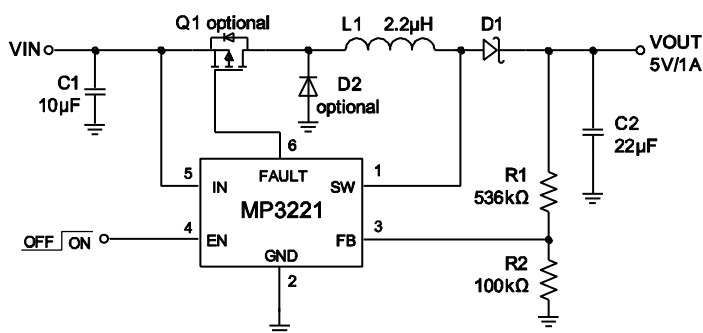 Q1 optional
L1 2.2µH
D1
VIN
VOUT
5V/1A
C1
10µF
D2
optional
C2
22µF
6
5
1
FAULT
IN
SW
R1
536kΩ
MP3221
4
3
OFF ON
EN
FB
GND
2
R2
100kΩ